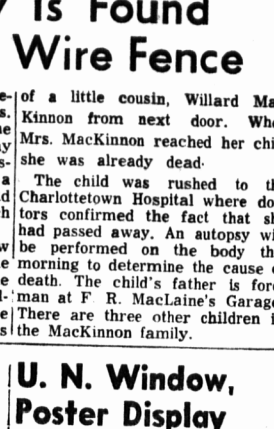 Is Found
Wire Fence
of a little cousin, Willard Ma
Kinnon from next door. Whe
Mrs. MacKinnon reached her chi
she was already dead.
The child was rushed to th
Charlottetown Hospital where do
tors confirmed the fact that sh
had passed away. An autopsy wi
be performed on the body th
morning to determine the cause o
death. The child's father is for
man at F. R. MacLaine's Garage
There are three other children i
the MacKinnon family.
U. N. Window,
Poster Display